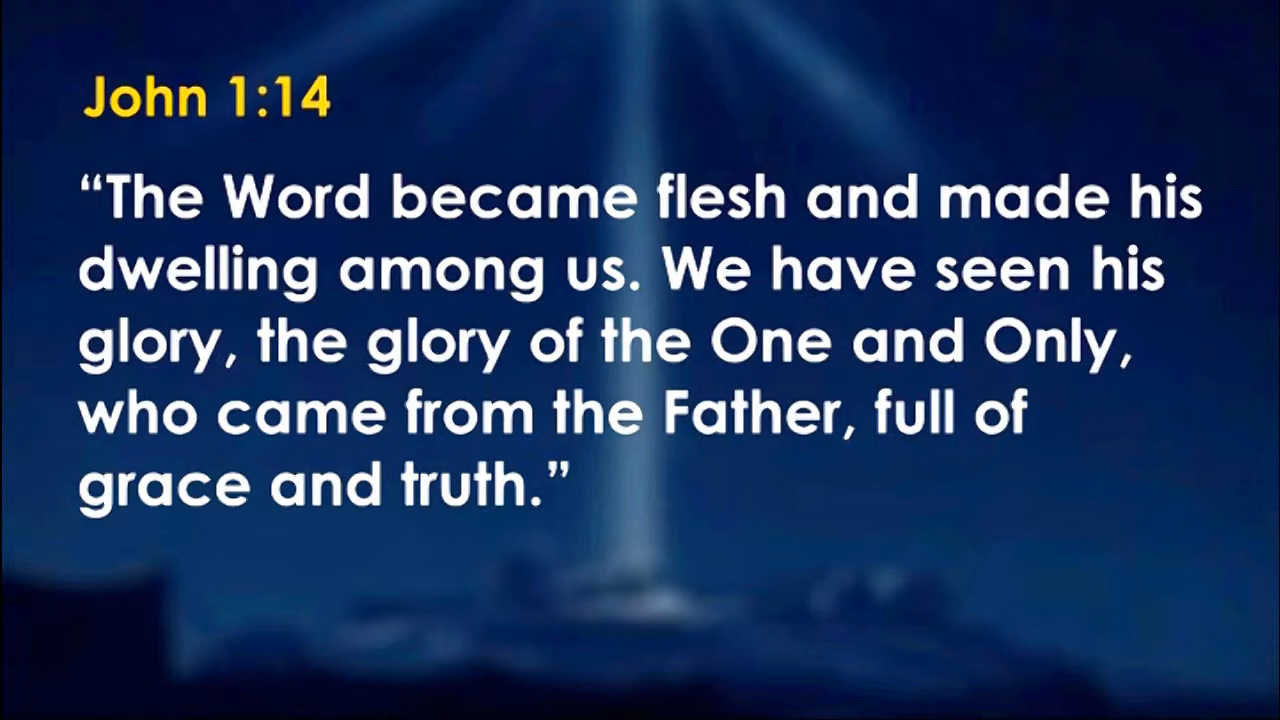 John 1:14
“The Word became flesh and made his
dwelling among us. We have seen his
glory, the glory of the One and Only,
who came from the Father, full of
grace and truth.”